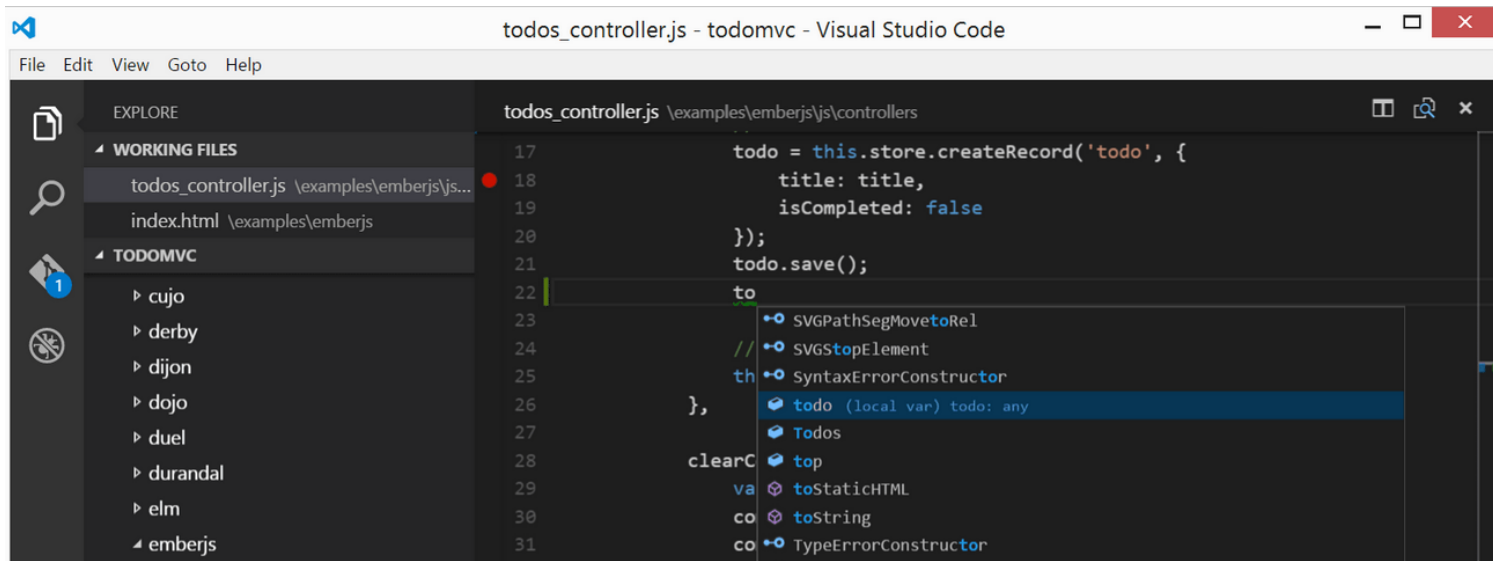 todos_controller.js - todomvc - Visual Studio Code
File Edit View Goto Help
EXPLORE
WORKING FILES
todos_controller.js \examples\emberjs\js...
index.html \examples\emberjs
TODOMVC
1
cujo
derby
dijon
dojo
duel
durandal
elm
emberjs
todos_controller.js \examples\emberjs\js\controllers
17 todo = this.store.createRecord('todo', {
18 title: title,
19 isCompleted: false
20 });
21 todo.save();
22 to
23
24 //
25 th
26 },
27
28 clearC
29 va
30 co
31 co
SVGPathSegMovetoRel
SVGStopElement
SyntaxErrorConstructor
todo (local var) todo: any
Todos
top
toStaticHTML
toString
TypeErrorConstructor